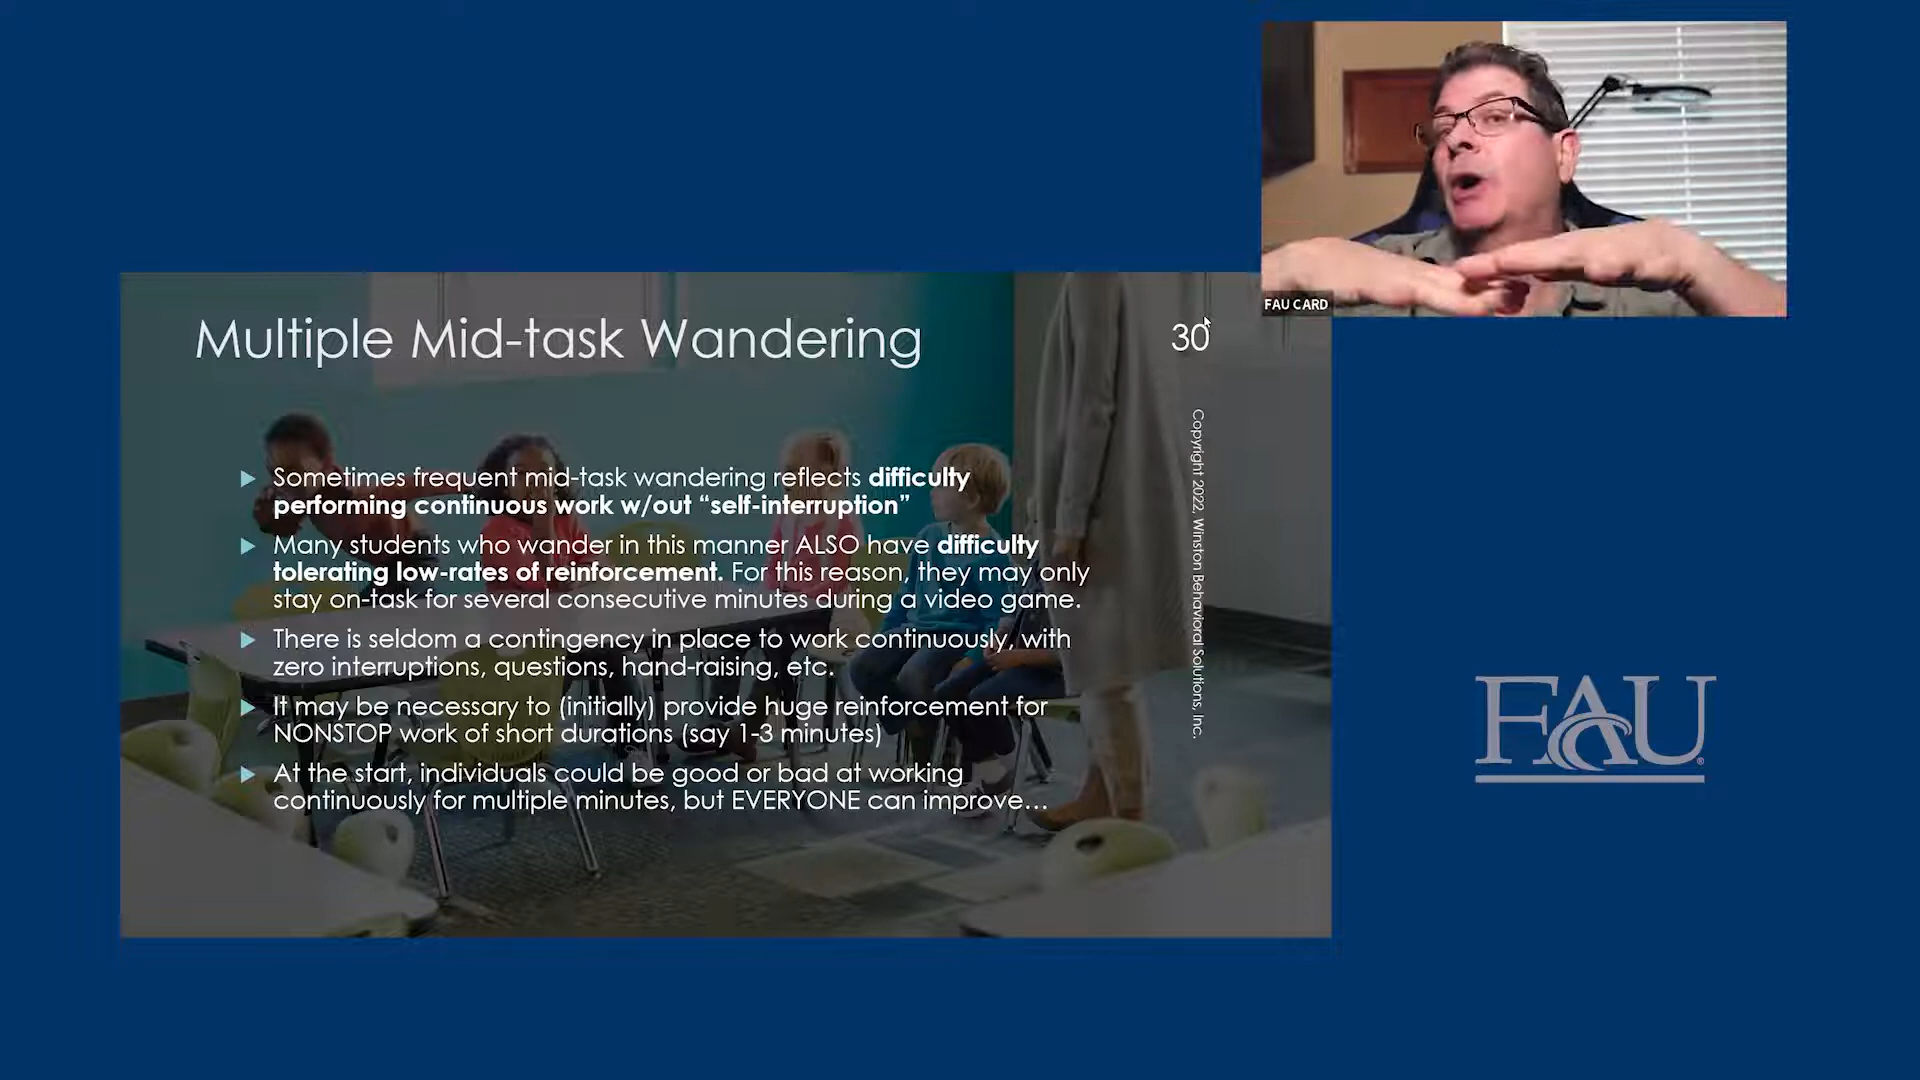 FAU CARD
Multiple Mid-task Wandering
30
Sometimes frequent mid-task wandering reflects difficulty
performing continuous work w/out “self-interruption”
Many students who wander in this manner ALSO have difficulty
tolerating low-rates of reinforcement. For this reason, they may only
stay on-task for several consecutive minutes during a video game.
There is seldom a contingency in place to work continuously, with
zero interruptions, questions, hand-raising, etc.
It may be necessary to (initially) provide huge reinforcement for
NONSTOP work of short durations (say 1-3 minutes)
At the start, individuals could be good or bad at working
continuously for multiple minutes, but EVERYONE can improve…
Copyright 2022, Winston Behavioral Solutions, Inc.
FAU®